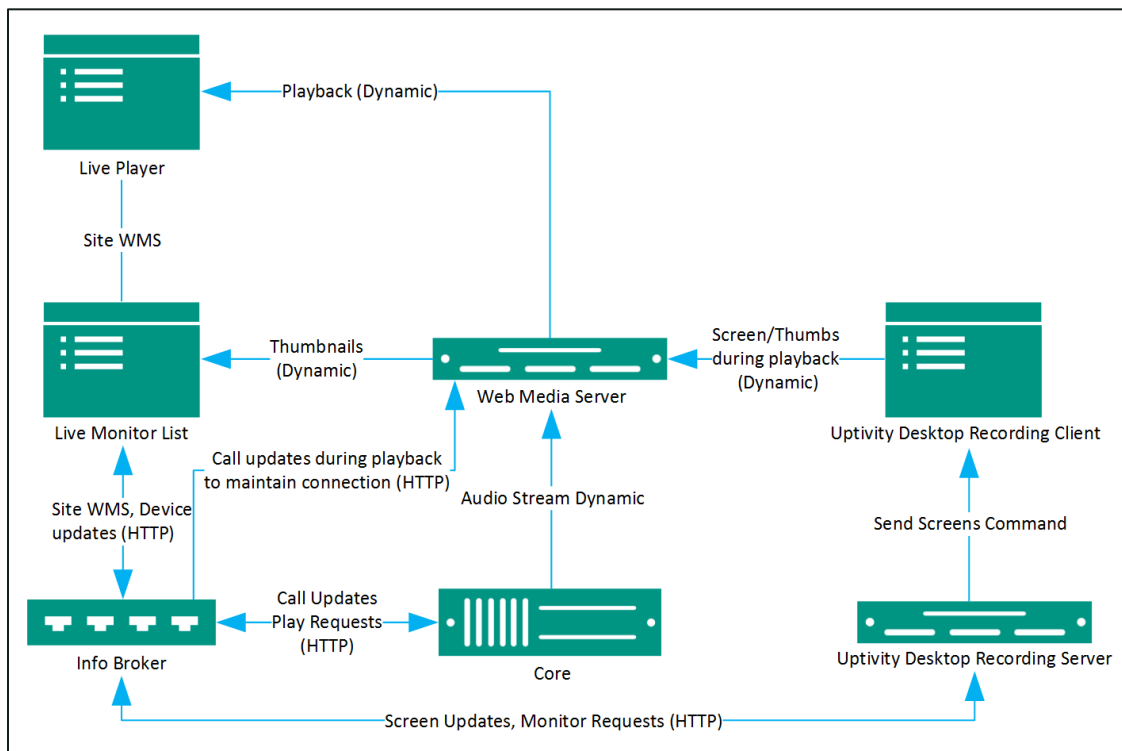 Playback (Dynamic)
Live Player
Site WMS
Thumbnails
(Dynamic)
Screen/Thumbs
during playback
(Dynamic)
Web Media Server
Live Monitor List
Uptivity Desktop Recording Client
Call updates during playback
to maintain connection (HTTP)
Site WMS, Device
updates (HTTP)
Audio Stream Dynamic
Send Screens Command
Call Updates
Play Requests
(HTTP)
Info Broker
Core
Uptivity Desktop Recording Server
Screen Updates, Monitor Requests (HTTP)